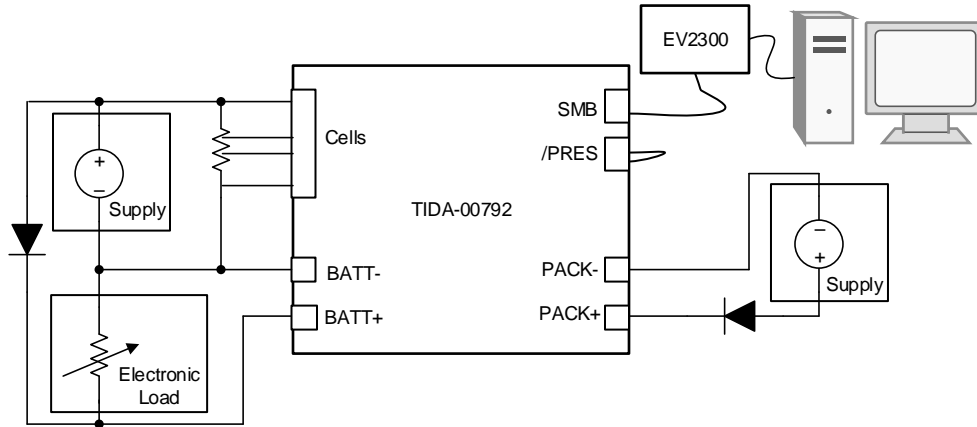 EV2300
SMB
Cells
/PRES
+
−
Supply
TIDA-00792
−
+
Supply
BATT-
PACK-
BATT+
PACK+
Electronic
Load